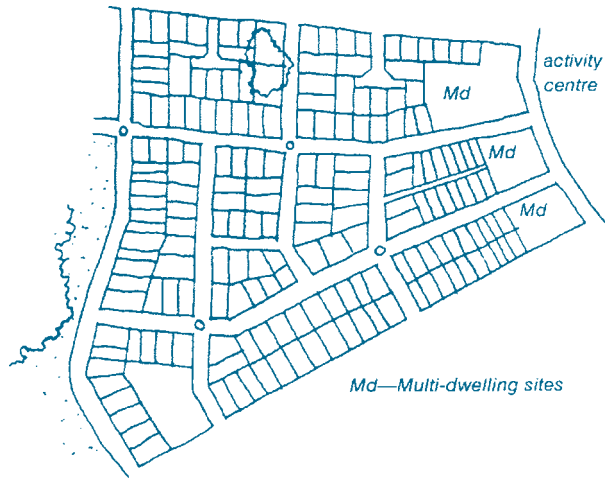 activity
centre
Md
Md
Md
Md—Multi-dwelling sites